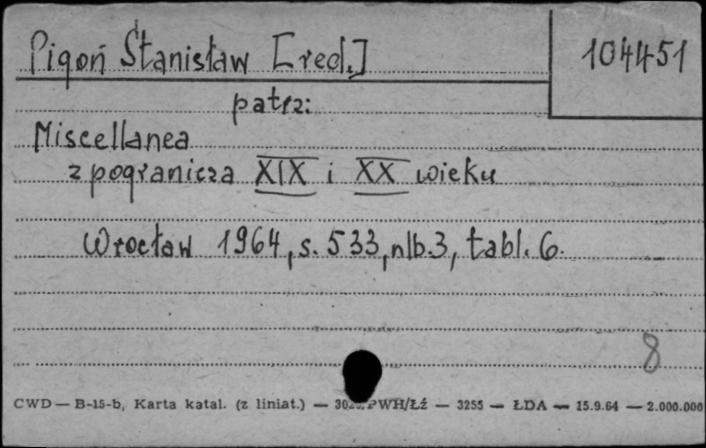 Pigoń Stanisław [red.]
104451
patrz:
Miscellanea
z pogranicza XIX i XX wieku
Wrocław 1964, s. 533, nlb. 3, tabl. 6.
8
CWD — B-15-b, Karta katal. (z liniat.) — PWH/Łź — 3255 — ŁDA — 15.9.64 — 2.000.000